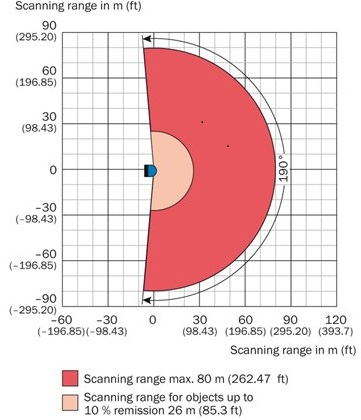 Scanning range in m (ft)
90
(295.20)
60
(196.85)
30
(98.43)
0
−30
(−98.43)
−60
(−196.85)
−90
(−295.20)
190°
−60 −30 0 30 60 90 120
(−196.85)(−98.43) (98.43) (196.85) (295.20) (393.7)
Scanning range in m (ft)
Scanning range max. 80 m (262.47 ft)
Scanning range for objects up to
10 % remission 26 m (85.3 ft)